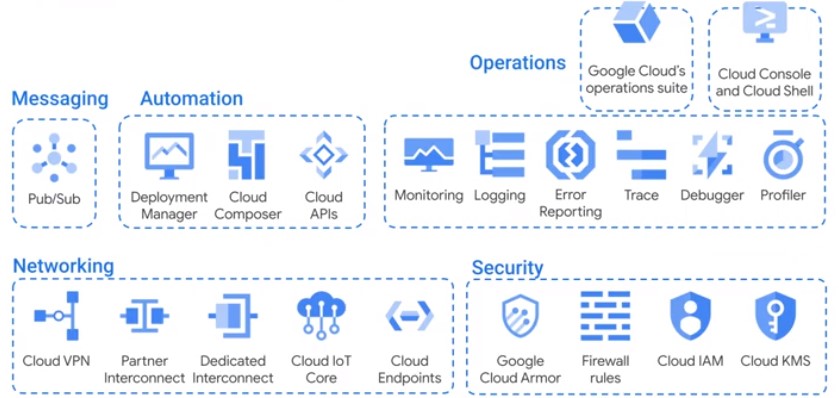 Operations
Google Cloud's
operations suite
Cloud Console
and Cloud Shell
Messaging
Automation
Pub/Sub
Deployment
Manager
Cloud
Composer
Cloud
APIs
Monitoring
Logging
Error
Reporting
Trace
Debugger
Profiler
Networking
Security
Cloud VPN
Partner
Interconnect
Dedicated
Interconnect
Cloud IoT
Core
Cloud
Endpoints
Google
Cloud Armor
Firewall
rules
Cloud IAM
Cloud KMS